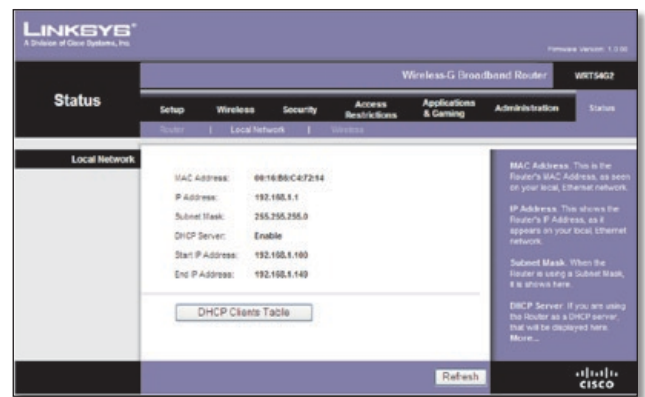 LINKSYS®
A Division of Cisco Systems, Inc.
Firmware Version: 1.0.00
Wireless-G Broadband Router WRT54G2
Status
Setup Wireless Security Access Restrictions Applications & Gaming Administration Status
Router | Local Network | Wireless
Local Network
MAC Address: 00:16:B6:C4:72:14
IP Address: 192.168.1.1
Subnet Mask: 255.255.255.0
DHCP Server: Enable
Start IP Address: 192.168.1.100
End IP Address: 192.168.1.149
DHCP Clients Table
MAC Address. This is the
Router's MAC Address, as seen
on your local, Ethernet network.
IP Address. This shows the
Router's IP Address, as it
appears on your local, Ethernet
network.
Subnet Mask. When the
Router is using a Subnet Mask,
it is shown here.
DHCP Server. If you are using
the Router as a DHCP server,
that will be displayed here.
More...
Refresh
CISCO